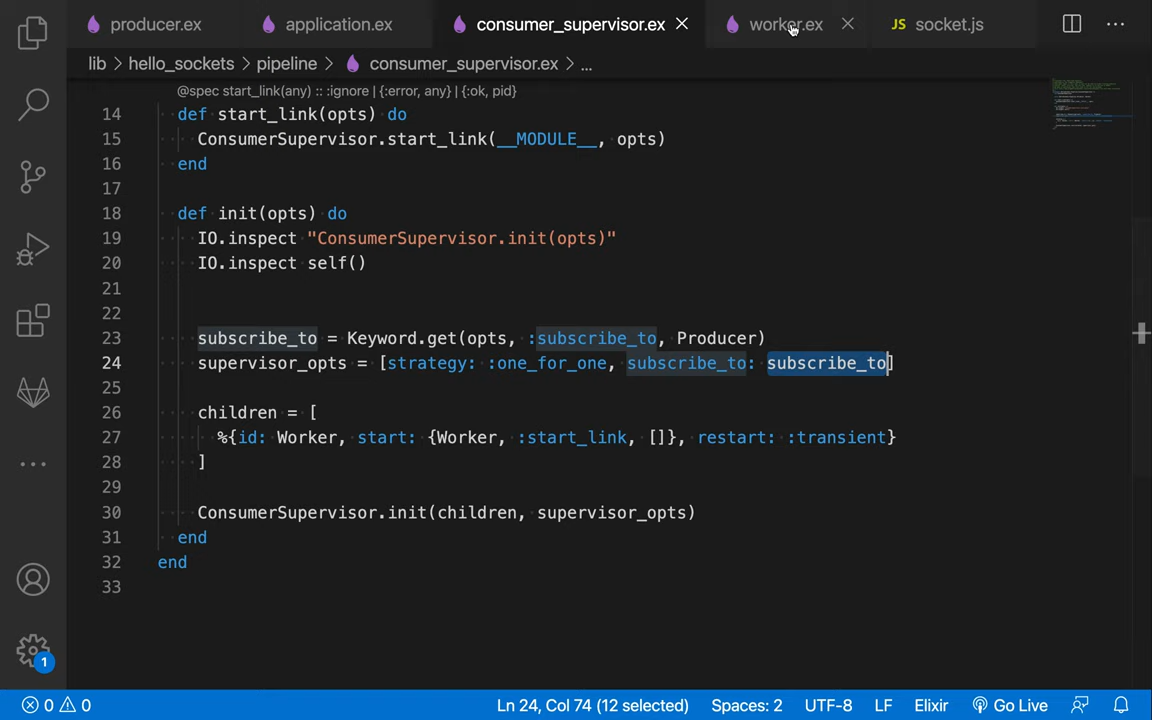 producer.ex
application.ex
consumer_supervisor.ex
worker.ex
JS socket.js
lib > hello_sockets > pipeline > consumer_supervisor.ex > ...
@spec start_link(any) :: :ignore | {:error, any} | {:ok, pid}
14 def start_link(opts) do
15 ConsumerSupervisor.start_link(__MODULE__, opts)
16 end
17
18 def init(opts) do
19 IO.inspect "ConsumerSupervisor.init(opts)"
20 IO.inspect self()
21
22
23 subscribe_to = Keyword.get(opts, :subscribe_to, Producer)
24 supervisor_opts = [strategy: :one_for_one, subscribe_to: subscribe_to]
25
26 children = [
27 %{id: Worker, start: {Worker, :start_link, []}, restart: :transient}
28 ]
29
30 ConsumerSupervisor.init(children, supervisor_opts)
31 end
32 end
33
1
0 0 Ln 24, Col 74 (12 selected) Spaces: 2 UTF-8 LF Elixir Go Live